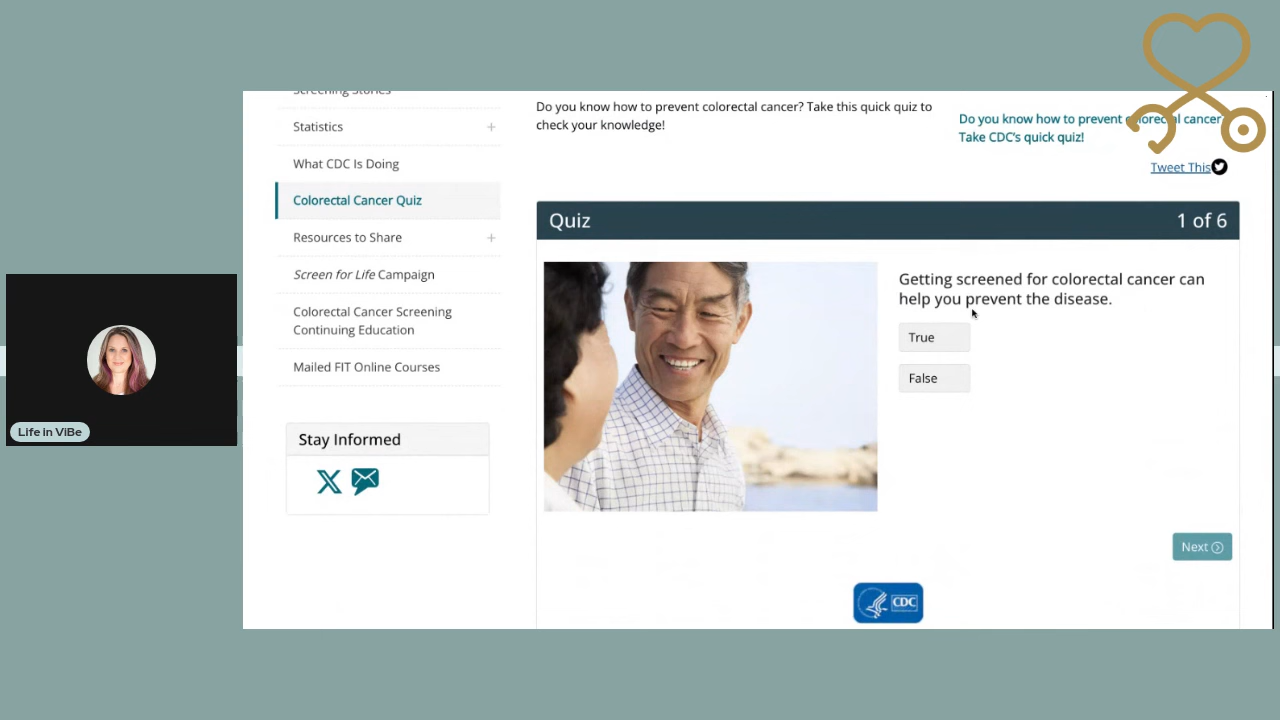 Screening Stories
Statistics
What CDC Is Doing
Colorectal Cancer Quiz
Resources to Share
Screen for Life Campaign
Colorectal Cancer Screening
Continuing Education
Mailed FIT Online Courses
Stay Informed
Life in ViBe
Do you know how to prevent colorectal cancer? Take this quick quiz to
check your knowledge!
Do you know how to prevent colorectal cancer
Take CDC's quick quiz!
Tweet This
Quiz
1 of 6
Getting screened for colorectal cancer can
help you prevent the disease.
True
False
Next
CDC